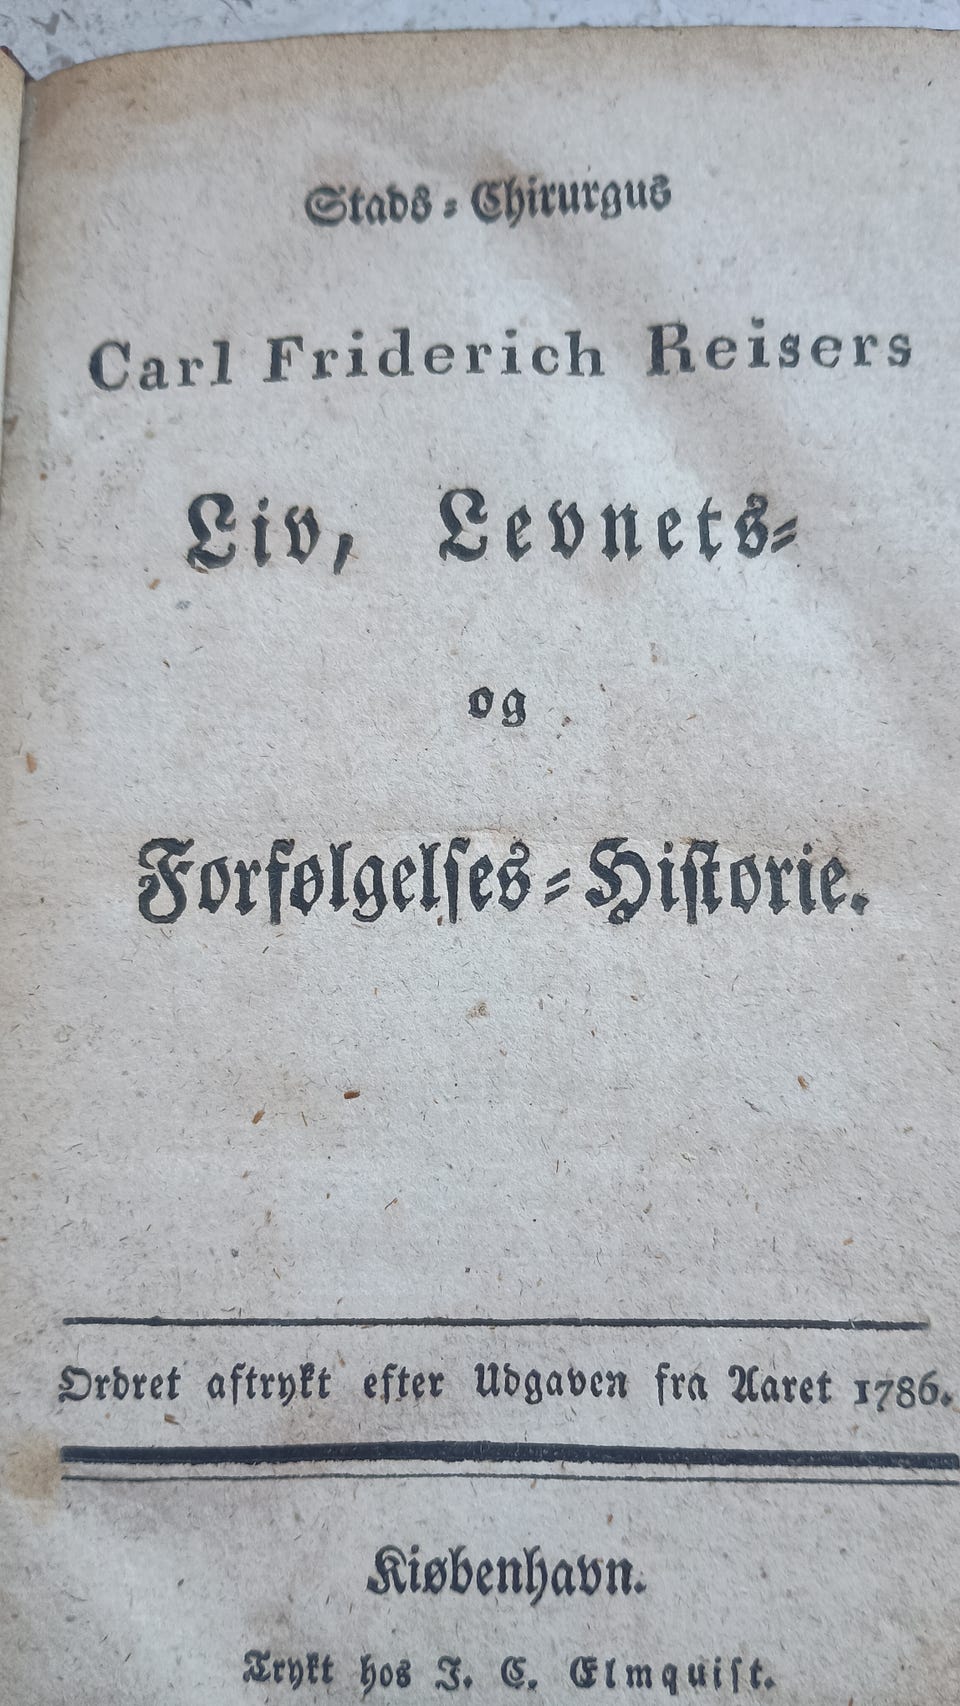 Stads-Chirurgus
Carl Friderich Reisers
Liv, Levnets-
og
Forfølgelses-Historie.
Ordret aftrykt efter Udgaven fra Aaret 1786.
Kiøbenhavn.
Trykt hos J. C. Elmquist.